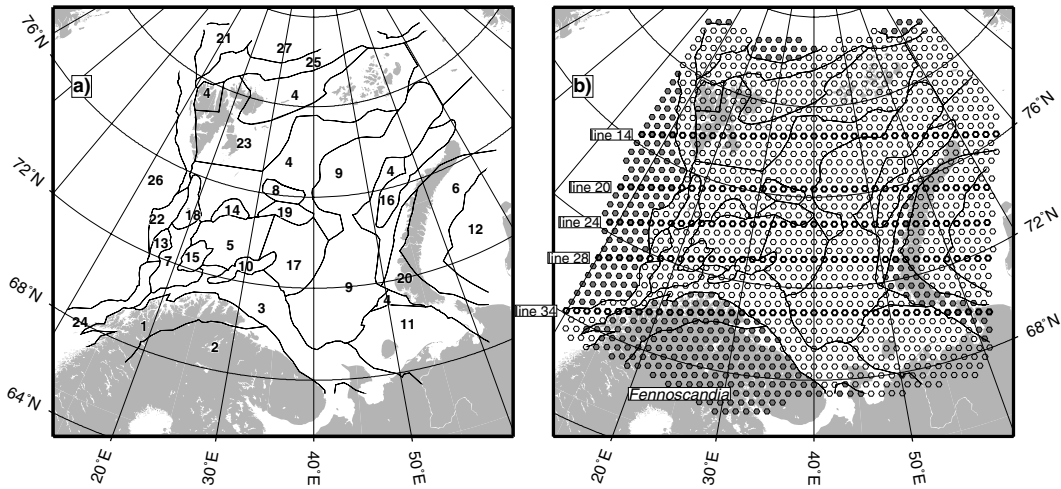 76°N
72°N
68°N
64°N
a)
21
27
25
4
4
23
4
9
4
6
26
8
16
22
18
14
19
12
13
5
15
7
10
17
20
9
4
24
1
3
11
2
20°E
30°E
40°E
50°E
b)
line 14
line 20
line 24
line 28
line 34
Fennoscandia
76°N
72°N
68°N
20°E
30°E
40°E
50°E